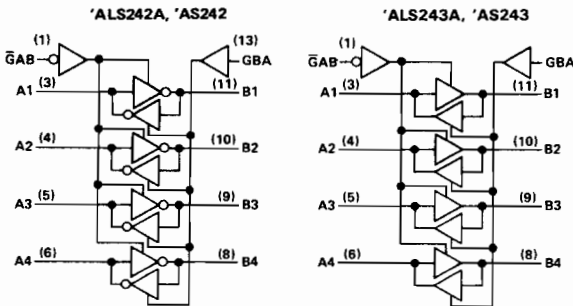 'ALS242A, 'AS242
(1)
(13)
G̅AB
GBA
(3)
(11)
A1
B1
(4)
(10)
A2
B2
(5)
(9)
A3
B3
(6)
(8)
A4
B4
'ALS243A, 'AS243
(1)
G̅AB
GBA
(3)
(11)
A1
B1
(4)
(10)
A2
B2
(5)
(9)
A3
B3
(6)
(8)
A4
B4